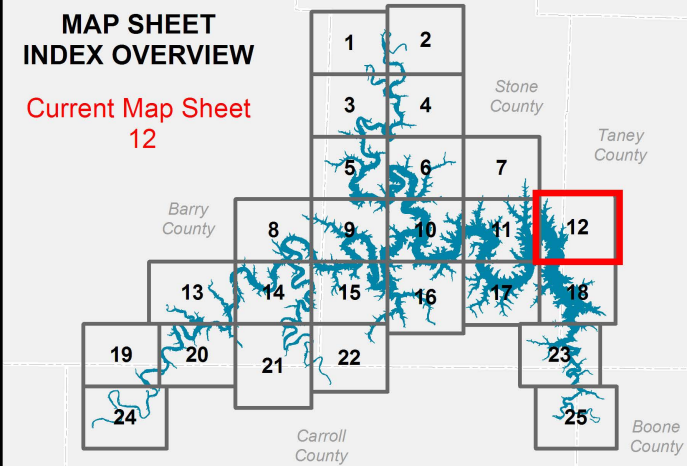 MAP SHEET
INDEX OVERVIEW
Current Map Sheet
12
1
2
Stone
County
3
4
Taney
County
5
6
7
Barry
County
8
9
10
11
12
13
14
15
16
17
18
19
20
21
22
23
24
25
Carroll
County
Boone
County